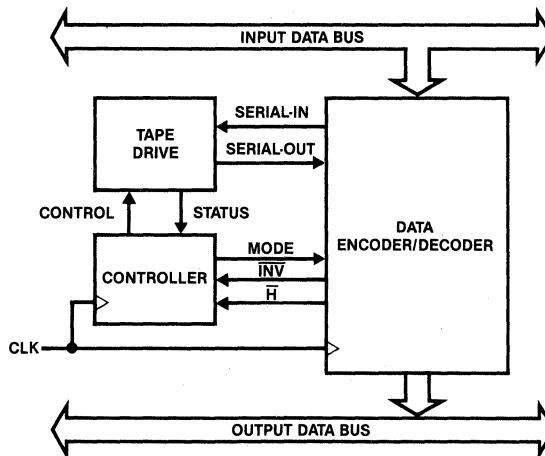 INPUT DATA BUS
SERIAL-IN
TAPE
DRIVE
SERIAL-OUT
CONTROL
STATUS
DATA
ENCODER/DECODER
MODE
CONTROLLER
I̅N̅V̅
H̅
CLK
OUTPUT DATA BUS